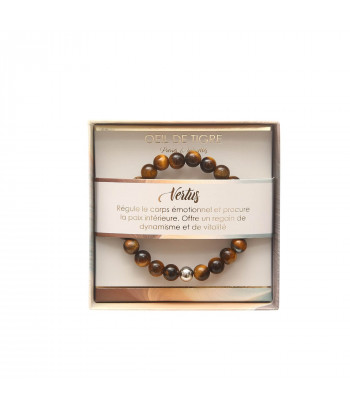 OEIL DE TIGRE
Vertus
Régule le corps émotionnel et procure
la paix intérieure. Offre un regain de
dynamisme et de vitalité